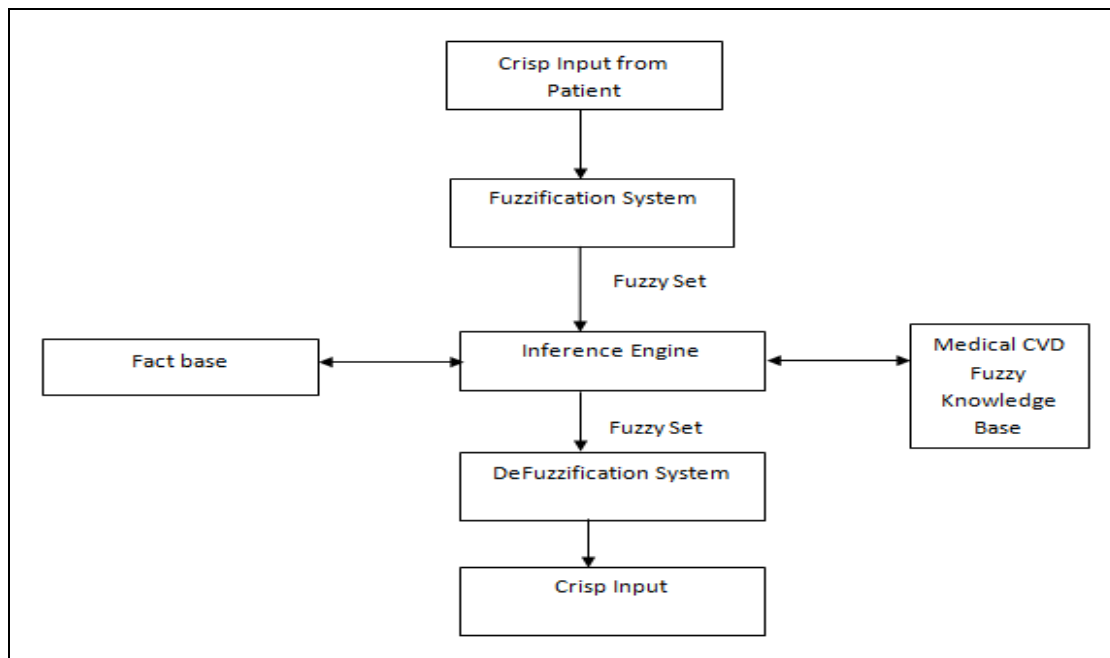 Crisp Input from
Patient
Fuzzification System
Fuzzy Set
Inference Engine
Fact base
Medical CVD
Fuzzy
Knowledge
Base
Fuzzy Set
DeFuzzification System
Crisp Input